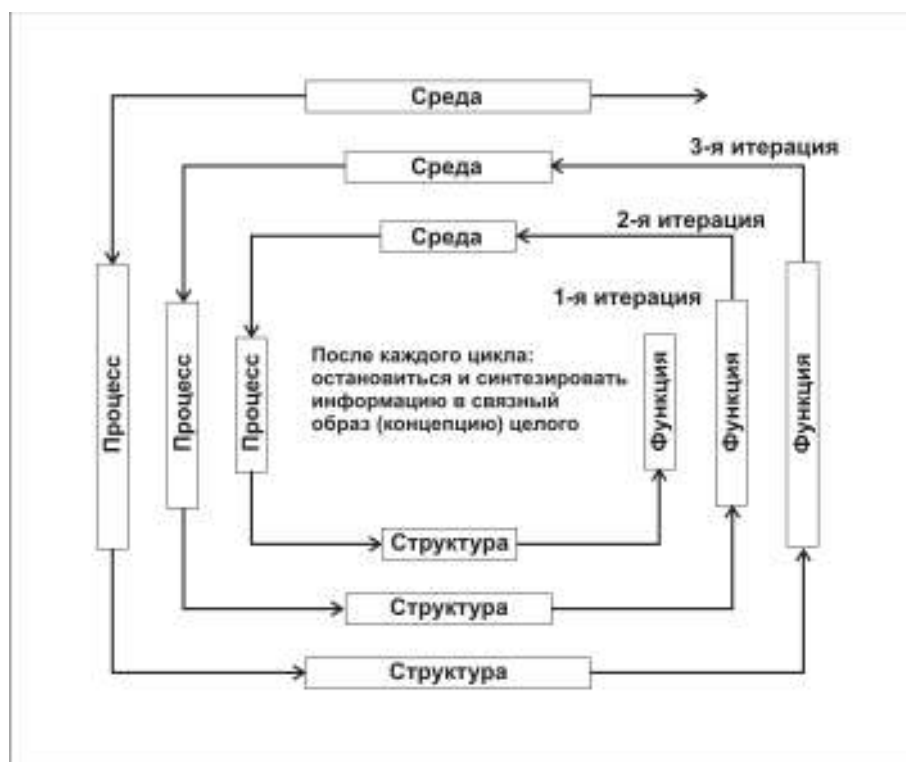 Среда
3-я итерация
Среда
2-я итерация
Среда
1-я итерация
После каждого цикла:
остановиться и синтезировать
информацию в связный
образ (концепцию) целого
Процесс
Процесс
Процесс
Функция
Функция
Функция
Структура
Структура
Структура